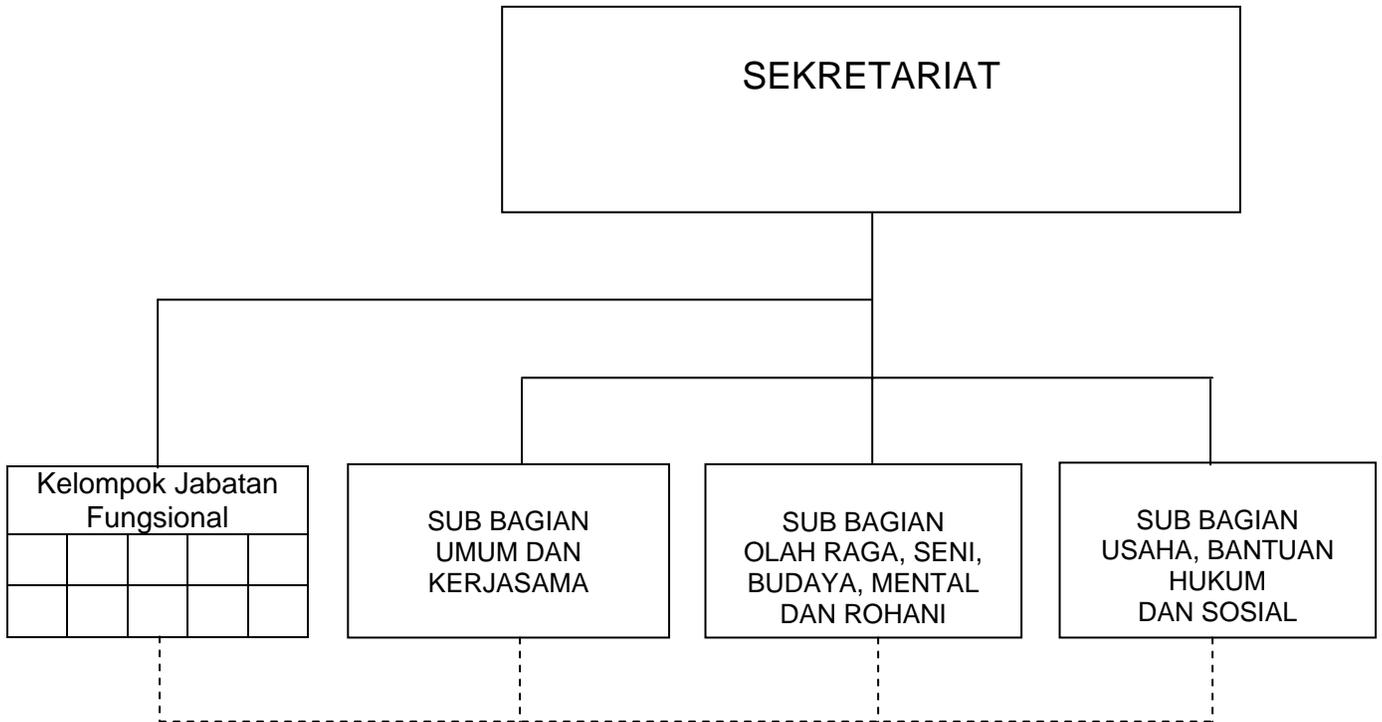 SEKRETARIAT
Kelompok Jabatan
Fungsional
SUB BAGIAN
UMUM DAN
KERJASAMA
SUB BAGIAN
OLAH RAGA, SENI,
BUDAYA, MENTAL
DAN ROHANI
SUB BAGIAN
USAHA, BANTUAN
HUKUM
DAN SOSIAL